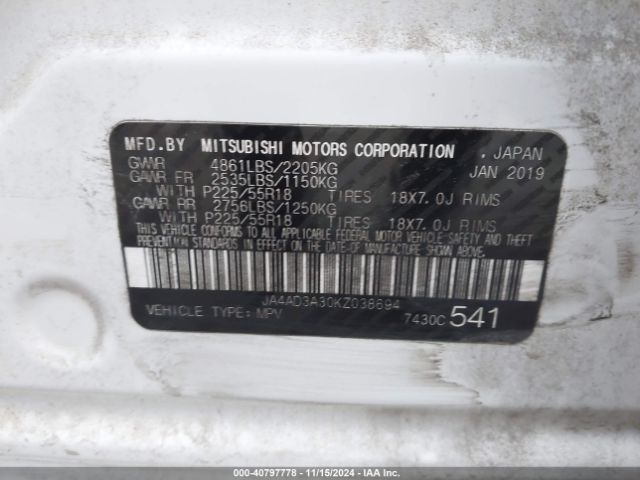 MFD.BY MITSUBISHI MOTORS CORPORATION , JAPAN
GVWR 4861LBS/2205KG JAN 2019
GAWR FR 2535LBS/1150KG
WITH P225/55R18 TIRES 18X7.0J RIMS
GAWR RR 2756LBS/1250KG
WITH P225/55R18 TIRES 18X7.0J RIMS
THIS VEHICLE CONFORMS TO ALL APPLICABLE FEDERAL MOTOR VEHICLE SAFETY AND THEFT
PREVENTION STANDARDS IN EFFECT ON THE DATE OF MANUFACTURE SHOWN ABOVE.
JA4AD3A30KZ038694
VEHICLE TYPE: MPV 7430C 541
000-40797778 - 11/15/2024 - IAAI.com